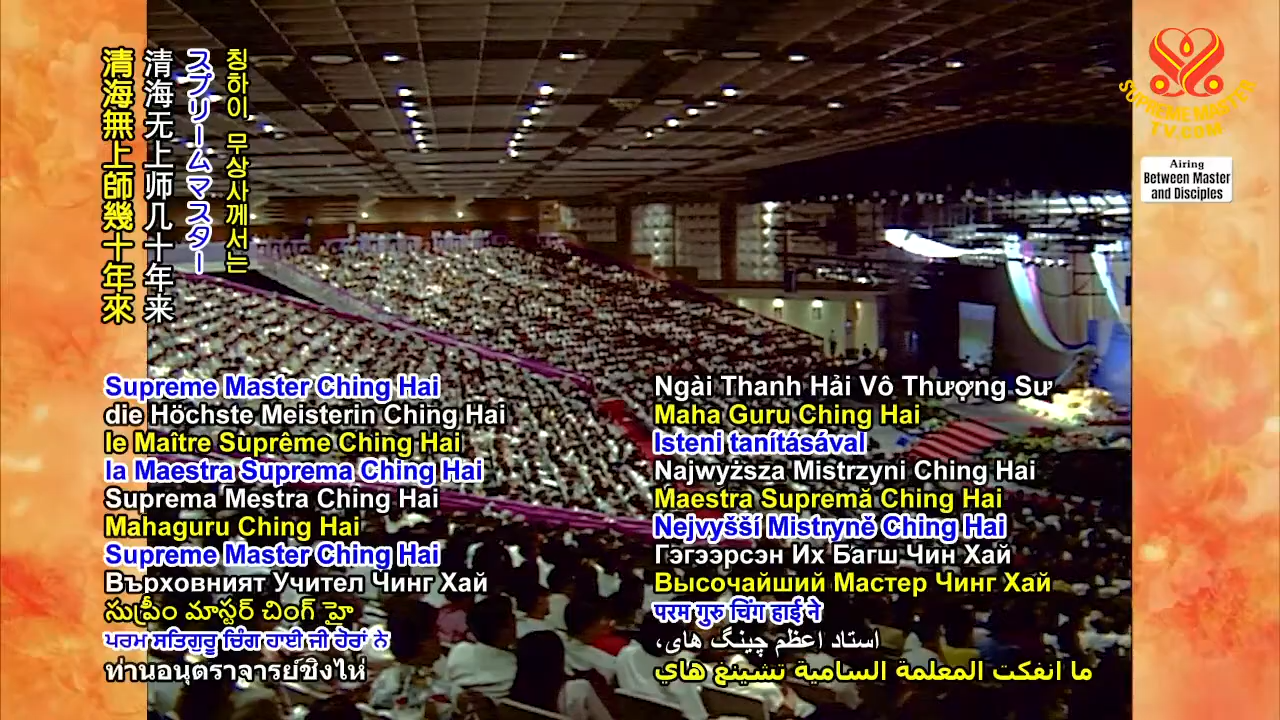 清海無上師幾十年來
清海无上师几十年来
スプリームマスター
칭하이 무상사께서는
Supreme Master Ching Hai
die Höchste Meisterin Ching Hai
le Maître Suprême Ching Hai
la Maestra Suprema Ching Hai
Suprema Mestra Ching Hai
Mahaguru Ching Hai
Supreme Master Ching Hai
Върховният Учител Чинг Хай
సుప్రీం మాస్టర్ చింగ్ హై
ਪਰਮ ਸਤਿਗੁਰੂ ਚਿੰਗ ਹਾਈ ਜੀ ਹੋਰਾਂ ਨੇ
ท่านอนุตราจารย์ชิงไห่
Ngài Thanh Hải Vô Thượng Sư
Maha Guru Ching Hai
Isteni tanításával
Najwyższa Mistrzyni Ching Hai
Maestra Supremă Ching Hai
Nejvyšší Mistryně Ching Hai
Гэгээрсэн Их Багш Чин Хай
Высочайший Мастер Чинг Хай
परम गुरु चिंग हाई ने
استاد اعظم چینگ های،
ما انفكت المعلمة السامية تشينغ هاي
SUPREME MASTER
TV.COM
Airing
Between Master
and Disciples